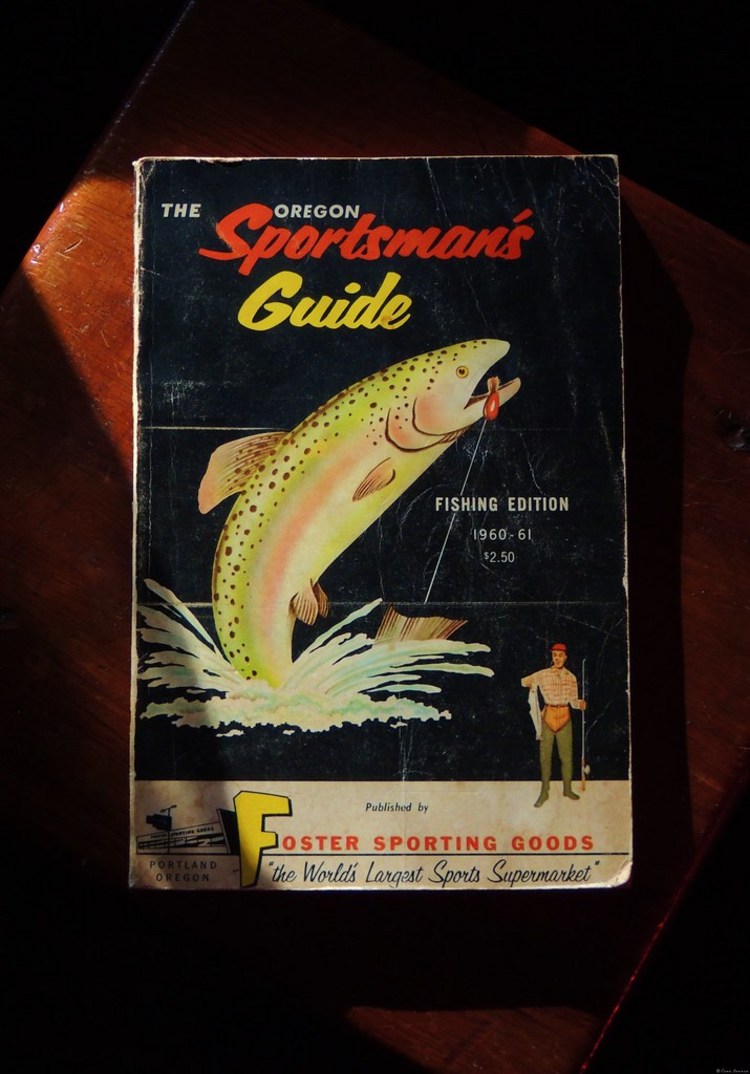 THE OREGON
Sportsman's
Guide
FISHING EDITION
1960-61
$2.50
Published by
FOSTER SPORTING GOODS
PORTLAND
OREGON
"the World's Largest Sports Supermarket"